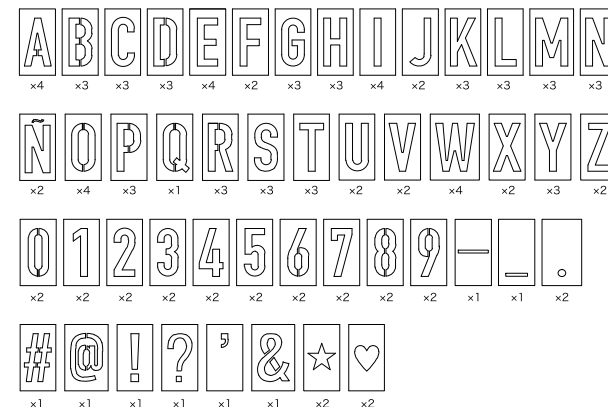 A B C D E F G H I J K L M N
×4 ×3 ×3 ×3 ×4 ×2 ×3 ×3 ×4 ×2 ×3 ×3 ×3 ×3
Ñ O P Q R S T U V W X Y Z
×2 ×4 ×3 ×1 ×3 ×3 ×3 ×2 ×2 ×4 ×2 ×3 ×2
0 1 2 3 4 5 6 7 8 9 — _ .
×2 ×2 ×2 ×2 ×2 ×2 ×2 ×2 ×2 ×2 ×1 ×1 ×2
# @ ! ? ’ & ☆ ♡
×1 ×1 ×1 ×1 ×1 ×1 ×2 ×2